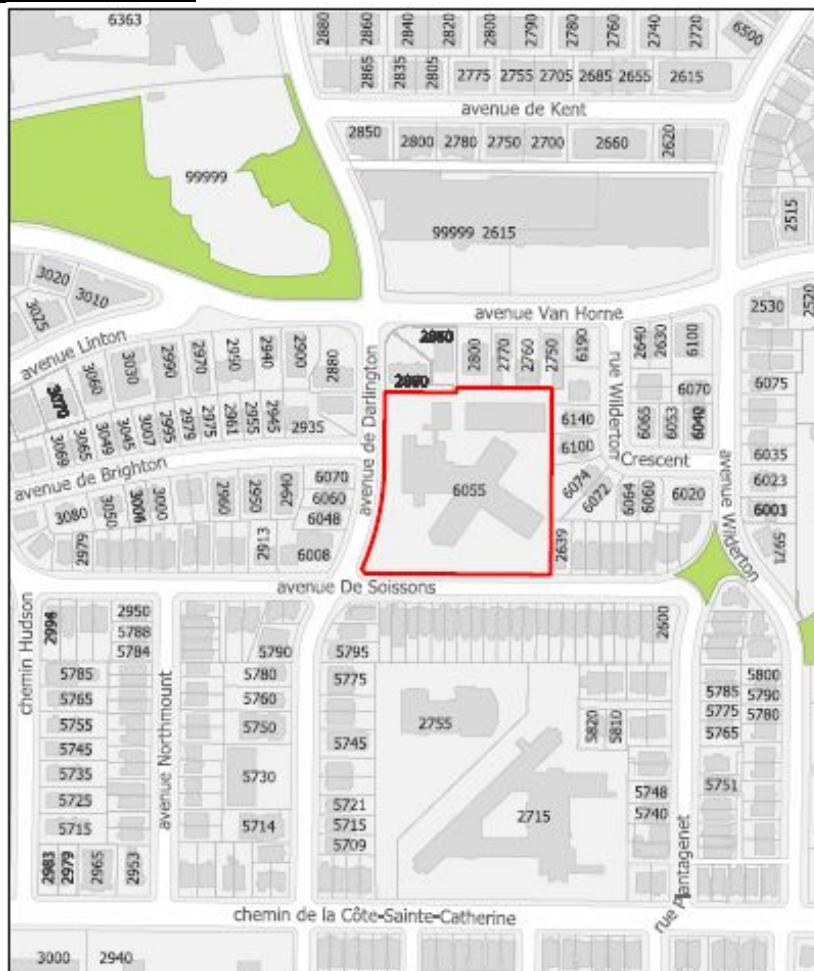 6363
2880 2860 2840 2820 2800 2790 2780 2760 2740 2720 6500
2865 2835 2805 2775 2755 2705 2685 2655 2615
avenue de Kent
2850 2800 2780 2750 2700 2660 2620
99999
2515
99999 2615
3020
3010
3025
avenue Van Horne
2530 2520
avenue Linton
3060 3030 2990 2970 2950 2940 2900 2880
avenue de Darlington
2800 2770 2760 2750 6190
rue Wilderton
2640 2630 6100
3070
6070
6075
3069 3065 3049 3045 3007 2995 2979 2975 2961 2955 2945 2935
6140
6065 6053 6040
6100
avenue de Brighton
Crescent
6035
6055
6074
6072
6064 6060 6020
6023
3080 3050 3000 2960 2950 2940
6070
6060
6048
6001
avenue Wilderton
2979 2913 6008
2639
5971
avenue De Soissons
chemin Hudson
2950
5788
5784
5790
5795
2600
5785 5780 5775
5765 5760
5755 5750 5745
5745
5735 5730
5725
5715 5714
avenue Northmount
2755
5820 5810
5800
5785 5790
5775 5780
5765
5751
2715
5748
5740
5721
5715
5709
2983 2979 2965 2953
rue Plantagenet
chemin de la Côte-Sainte-Catherine
3000 2940